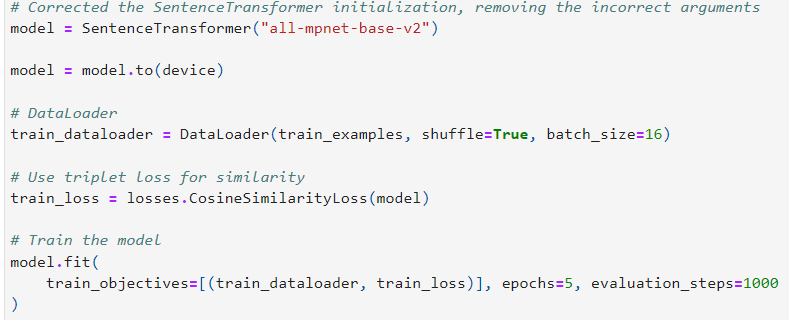 # Corrected the SentenceTransformer initialization, removing the incorrect arguments
model = SentenceTransformer("all-mpnet-base-v2")
model = model.to(device)
# DataLoader
train_dataloader = DataLoader(train_examples, shuffle=True, batch_size=16)
# Use triplet loss for similarity
train_loss = losses.CosineSimilarityLoss(model)
# Train the model
model.fit(
    train_objectives=[(train_dataloader, train_loss)], epochs=5, evaluation_steps=1000
)